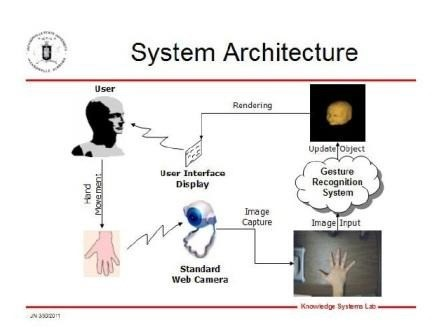 System Architecture
User
Rendering
User Interface
Display
Update Object
Gesture
Recognition
System
Hand
Movement
Image
Capture
Image Input
Standard
Web Camera
Knowledge Systems Lab